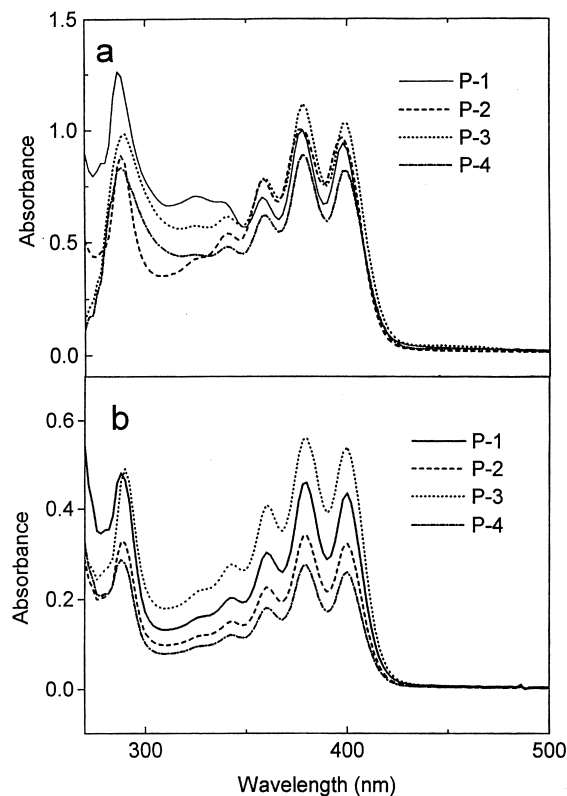 1.5
a
P-1
P-2
P-3
P-4
1.0
Absorbance
0.5
0.0
b
0.6
P-1
P-2
P-3
P-4
0.4
Absorbance
0.2
0.0
300 400 500
Wavelength (nm)